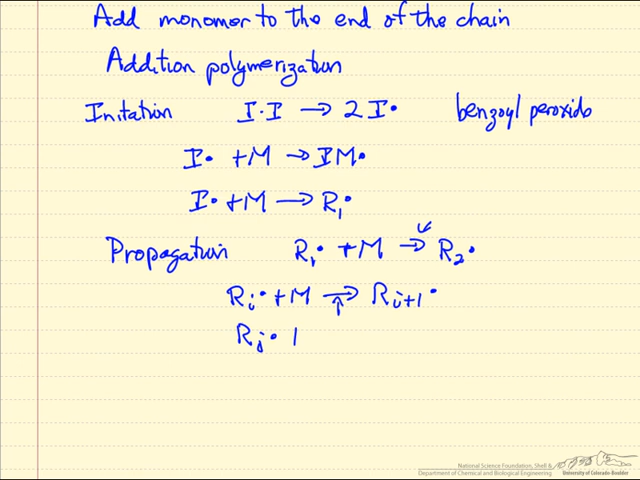 Add monomer to the end of the chain
Addition polymerization
Initation I·I → 2I• benzoyl peroxide
I• + M → IM•
I• + M → R₁•
Propagation R₁• + M → R₂•
Rᵢ• + M → Rᵢ₊₁•
Rⱼ• 1
National Science Foundation, Shell &
Department of Chemical and Biological Engineering University of Colorado Boulder